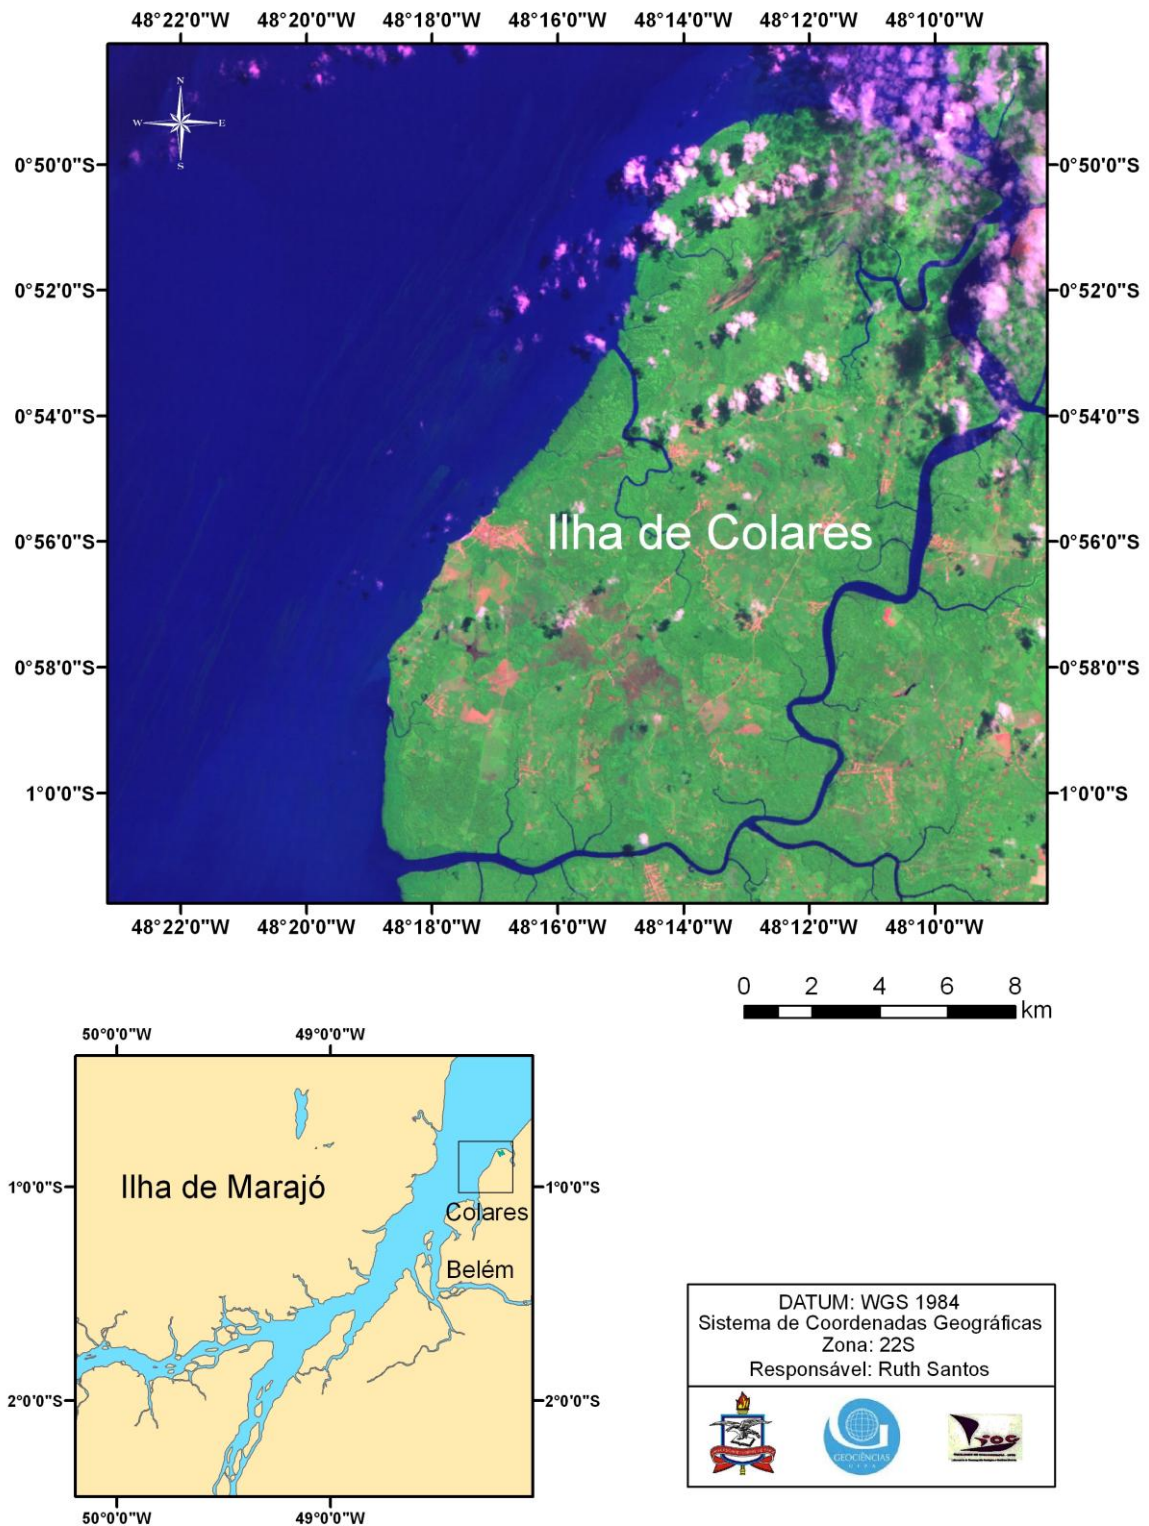 48°22'0"W 48°20'0"W 48°18'0"W 48°16'0"W 48°14'0"W 48°12'0"W 48°10'0"W
N
W E
S
0°50'0"S 0°50'0"S
0°52'0"S 0°52'0"S
0°54'0"S 0°54'0"S
Ilha de Colares
0°56'0"S 0°56'0"S
0°58'0"S 0°58'0"S
1°0'0"S 1°0'0"S
48°22'0"W 48°20'0"W 48°18'0"W 48°16'0"W 48°14'0"W 48°12'0"W 48°10'0"W
0 2 4 6 8
km
50°0'0"W 49°0'0"W
Ilha de Marajó
1°0'0"S 1°0'0"S
Colares
Belém
2°0'0"S 2°0'0"S
50°0'0"W 49°0'0"W
DATUM: WGS 1984
Sistema de Coordenadas Geográficas
Zona: 22S
Responsável: Ruth Santos
GEOCIÊNCIAS
UFPA